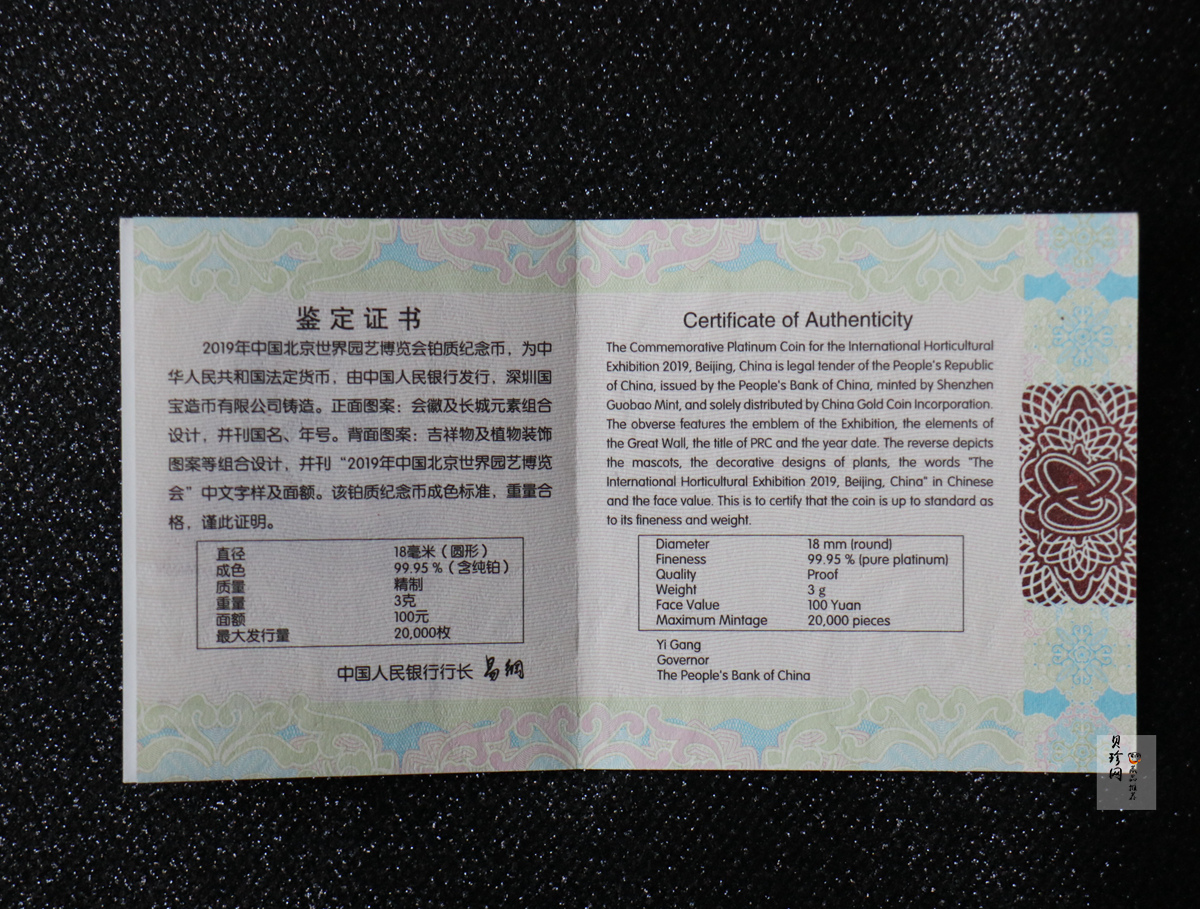 鉴定证书
2019年中国北京世界园艺博览会铂质纪念币，为中
华人民共和国法定货币，由中国人民银行发行，深圳国
宝造币有限公司铸造。正面图案：会徽及长城元素组合
设计，并刊国名、年号。背面图案：吉祥物及植物装饰
图案等组合设计，并刊“2019年中国北京世界园艺博览
会”中文字样及面额。该铂质纪念币成色标准，重量合
格，谨此证明。
直径 18毫米（圆形）
成色 99.95 %（含纯铂）
质量 精制
重量 3克
面额 100元
最大发行量 20,000枚
中国人民银行行长 易纲
Certificate of Authenticity
The Commemorative Platinum Coin for the International Horticultural
Exhibition 2019, Beijing, China is legal tender of the People's Republic
of China, issued by the People's Bank of China, minted by Shenzhen
Guobao Mint, and solely distributed by China Gold Coin Incorporation.
The obverse features the emblem of the Exhibition, the elements of
the Great Wall, the title of PRC and the year date. The reverse depicts
the mascots, the decorative designs of plants, the words "The
International Horticultural Exhibition 2019, Beijing, China" in Chinese
and the face value. This is to certify that the coin is up to standard as
to its fineness and weight.
Diameter 18 mm (round)
Fineness 99.95 % (pure platinum)
Quality Proof
Weight 3 g
Face Value 100 Yuan
Maximum Mintage 20,000 pieces
Yi Gang
Governor
The People's Bank of China
贝珍网